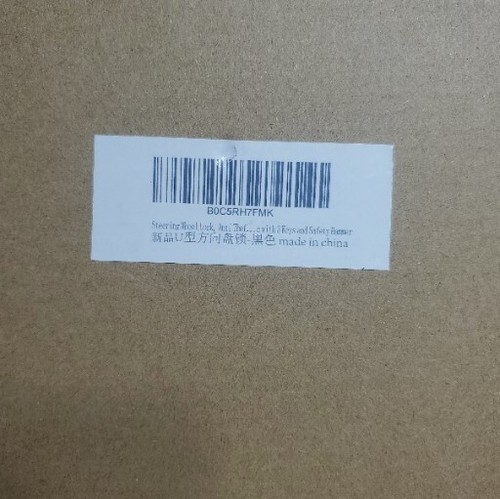 B0C5RH7FMK
Steering Wheel Lock, Anti Thef...e with 2 Keys and Safety Hammer
新品U型方向盘锁-黑色 made in china